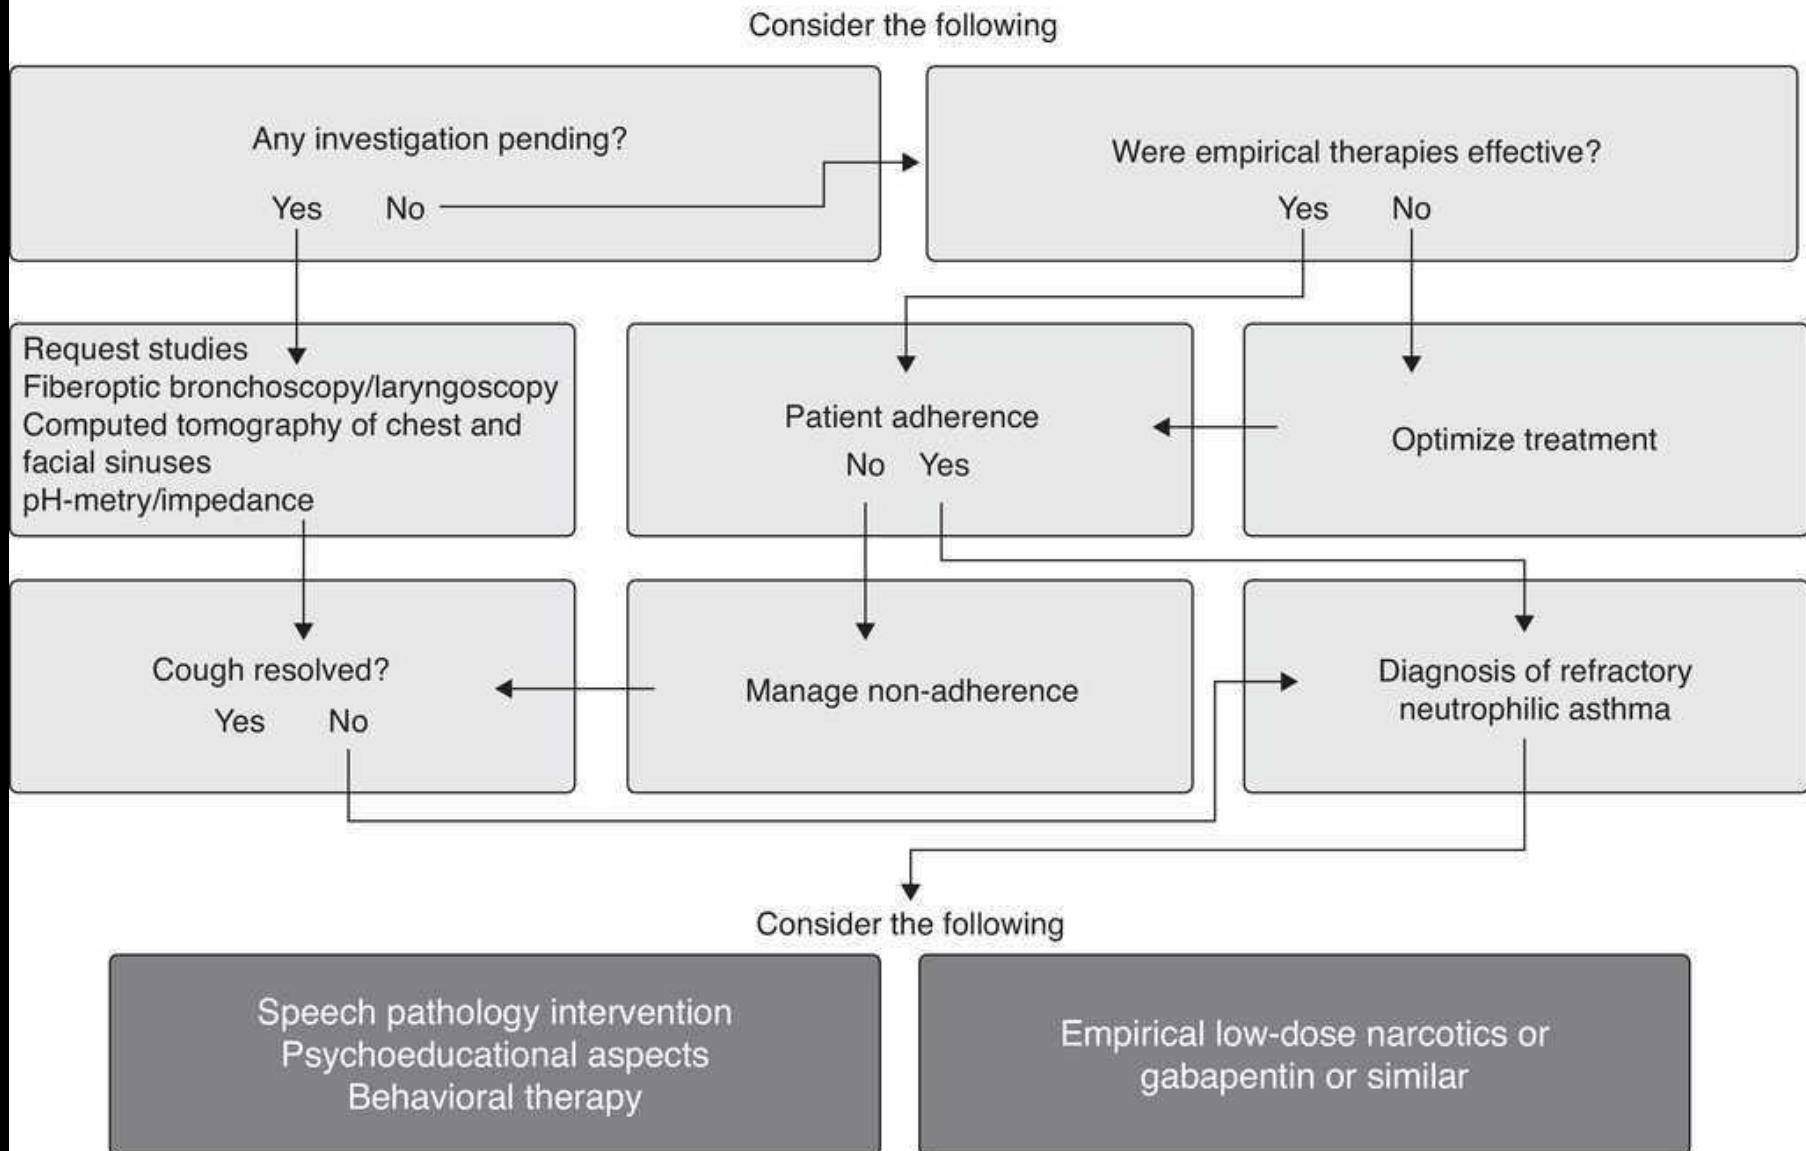 Consider the following
Any investigation pending?
Yes No
Were empirical therapies effective?
Yes No
Request studies
Fiberoptic bronchoscopy/laryngoscopy
Computed tomography of chest and
facial sinuses
pH-metry/impedance
Patient adherence
No Yes
Optimize treatment
Cough resolved?
Yes No
Manage non-adherence
Diagnosis of refractory
neutrophilic asthma
Consider the following
Speech pathology intervention
Psychoeducational aspects
Behavioral therapy
Empirical low-dose narcotics or
gabapentin or similar